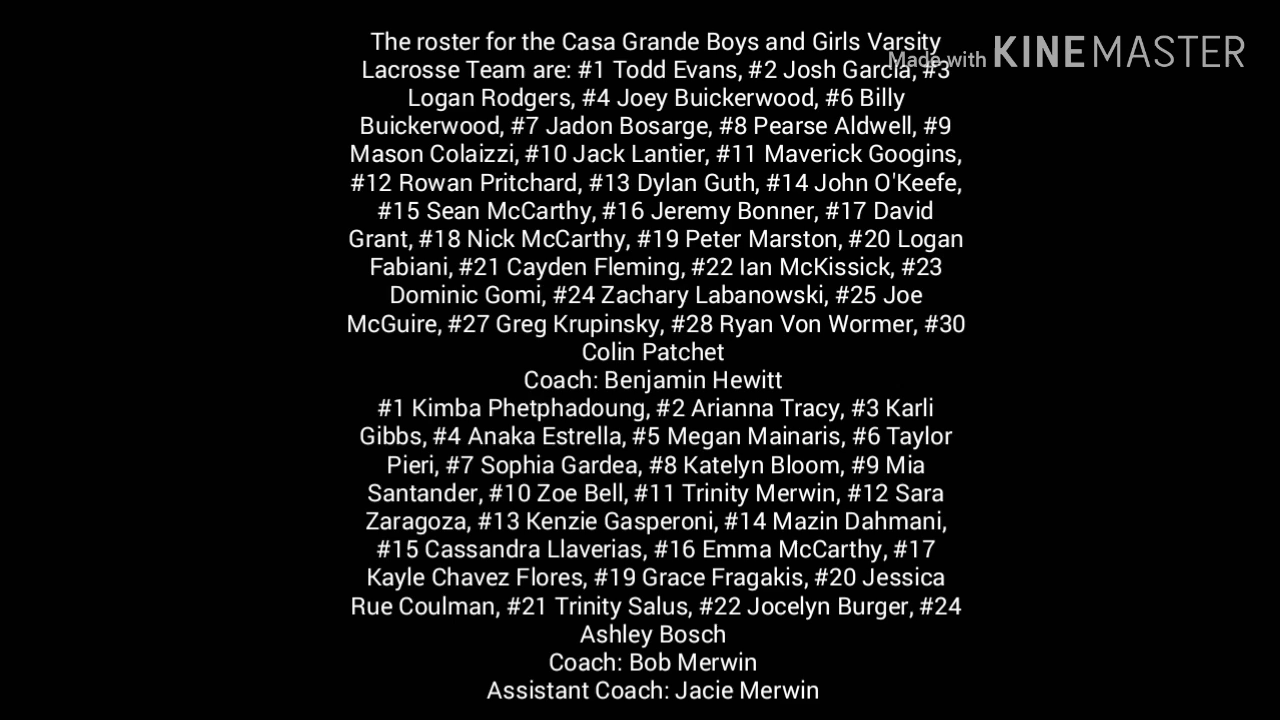 The roster for the Casa Grande Boys and Girls Varsity
Made with KINEMASTER
Lacrosse Team are: #1 Todd Evans, #2 Josh Garcia, #3
Logan Rodgers, #4 Joey Buickerwood, #6 Billy
Buickerwood, #7 Jadon Bosarge, #8 Pearse Aldwell, #9
Mason Colaizzi, #10 Jack Lantier, #11 Maverick Googins,
#12 Rowan Pritchard, #13 Dylan Guth, #14 John O'Keefe,
#15 Sean McCarthy, #16 Jeremy Bonner, #17 David
Grant, #18 Nick McCarthy, #19 Peter Marston, #20 Logan
Fabiani, #21 Cayden Fleming, #22 Ian McKissick, #23
Dominic Gomi, #24 Zachary Labanowski, #25 Joe
McGuire, #27 Greg Krupinsky, #28 Ryan Von Wormer, #30
Colin Patchet
Coach: Benjamin Hewitt
#1 Kimba Phetphadoung, #2 Arianna Tracy, #3 Karli
Gibbs, #4 Anaka Estrella, #5 Megan Mainaris, #6 Taylor
Pieri, #7 Sophia Gardea, #8 Katelyn Bloom, #9 Mia
Santander, #10 Zoe Bell, #11 Trinity Merwin, #12 Sara
Zaragoza, #13 Kenzie Gasperoni, #14 Mazin Dahmani,
#15 Cassandra Llaverias, #16 Emma McCarthy, #17
Kayle Chavez Flores, #19 Grace Fragakis, #20 Jessica
Rue Coulman, #21 Trinity Salus, #22 Jocelyn Burger, #24
Ashley Bosch
Coach: Bob Merwin
Assistant Coach: Jacie Merwin